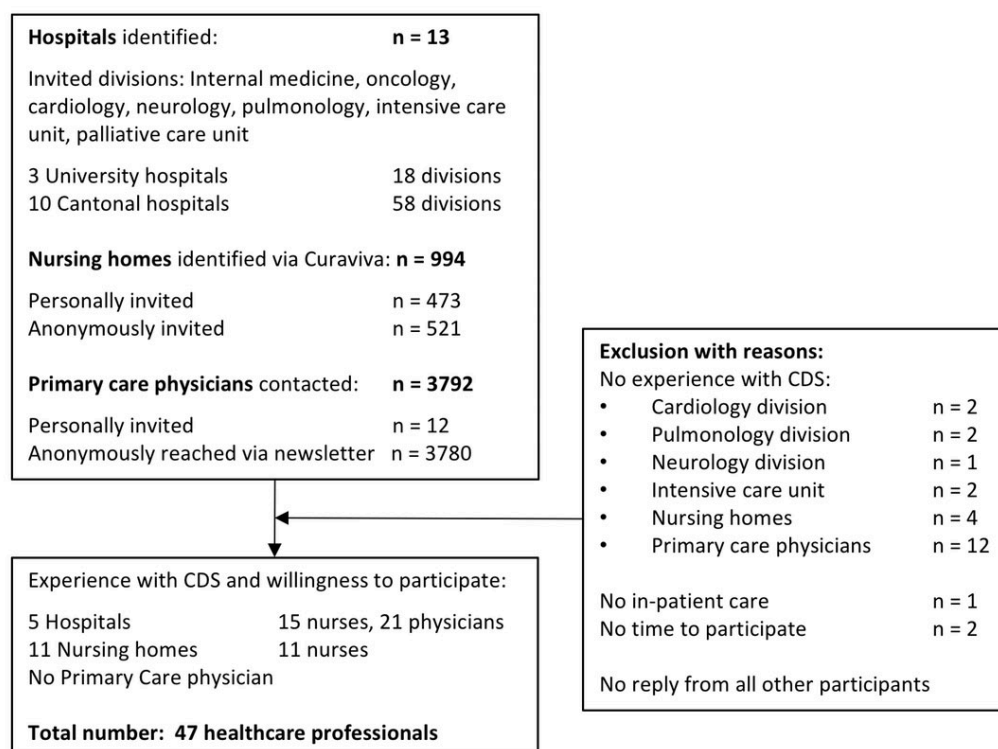 Hospitals identified: n = 13
Invited divisions: Internal medicine, oncology,
cardiology, neurology, pulmonology, intensive care
unit, palliative care unit
3 University hospitals 18 divisions
10 Cantonal hospitals 58 divisions
Nursing homes identified via Curaviva: n = 994
Personally invited n = 473
Anonymously invited n = 521
Primary care physicians contacted: n = 3792
Personally invited n = 12
Anonymously reached via newsletter n = 3780
Exclusion with reasons:
No experience with CDS:
• Cardiology division n = 2
• Pulmonology division n = 2
• Neurology division n = 1
• Intensive care unit n = 2
• Nursing homes n = 4
• Primary care physicians n = 12
No in-patient care n = 1
No time to participate n = 2
No reply from all other participants
Experience with CDS and willingness to participate:
5 Hospitals 15 nurses, 21 physicians
11 Nursing homes 11 nurses
No Primary Care physician
Total number: 47 healthcare professionals